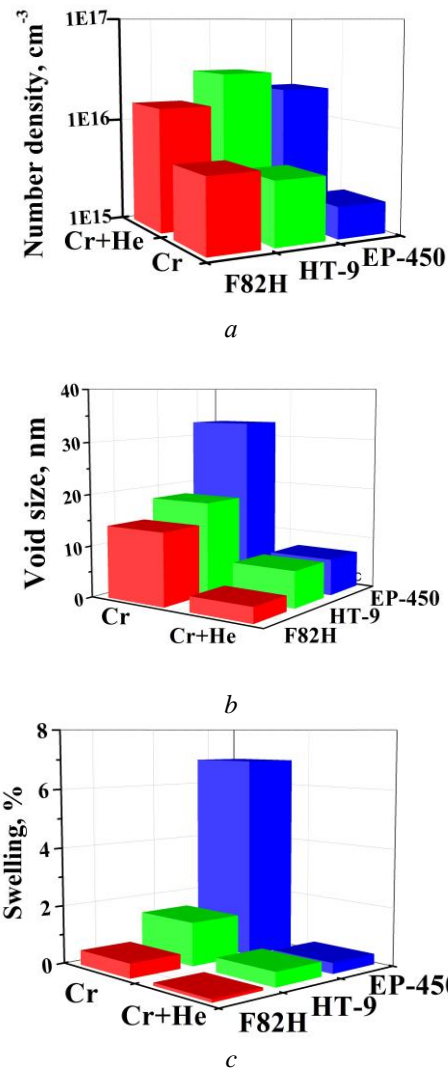 Number density, cm-3
1E17
1E16
1E15
Cr+He
Cr
F82H
HT-9
EP-450
a
Void size, nm
40
30
20
10
0
Cr
Cr+He
F82H
HT-9
EP-450
C
b
Swelling, %
8
6
4
2
0
Cr
Cr+He
F82H
HT-9
EP-450
c